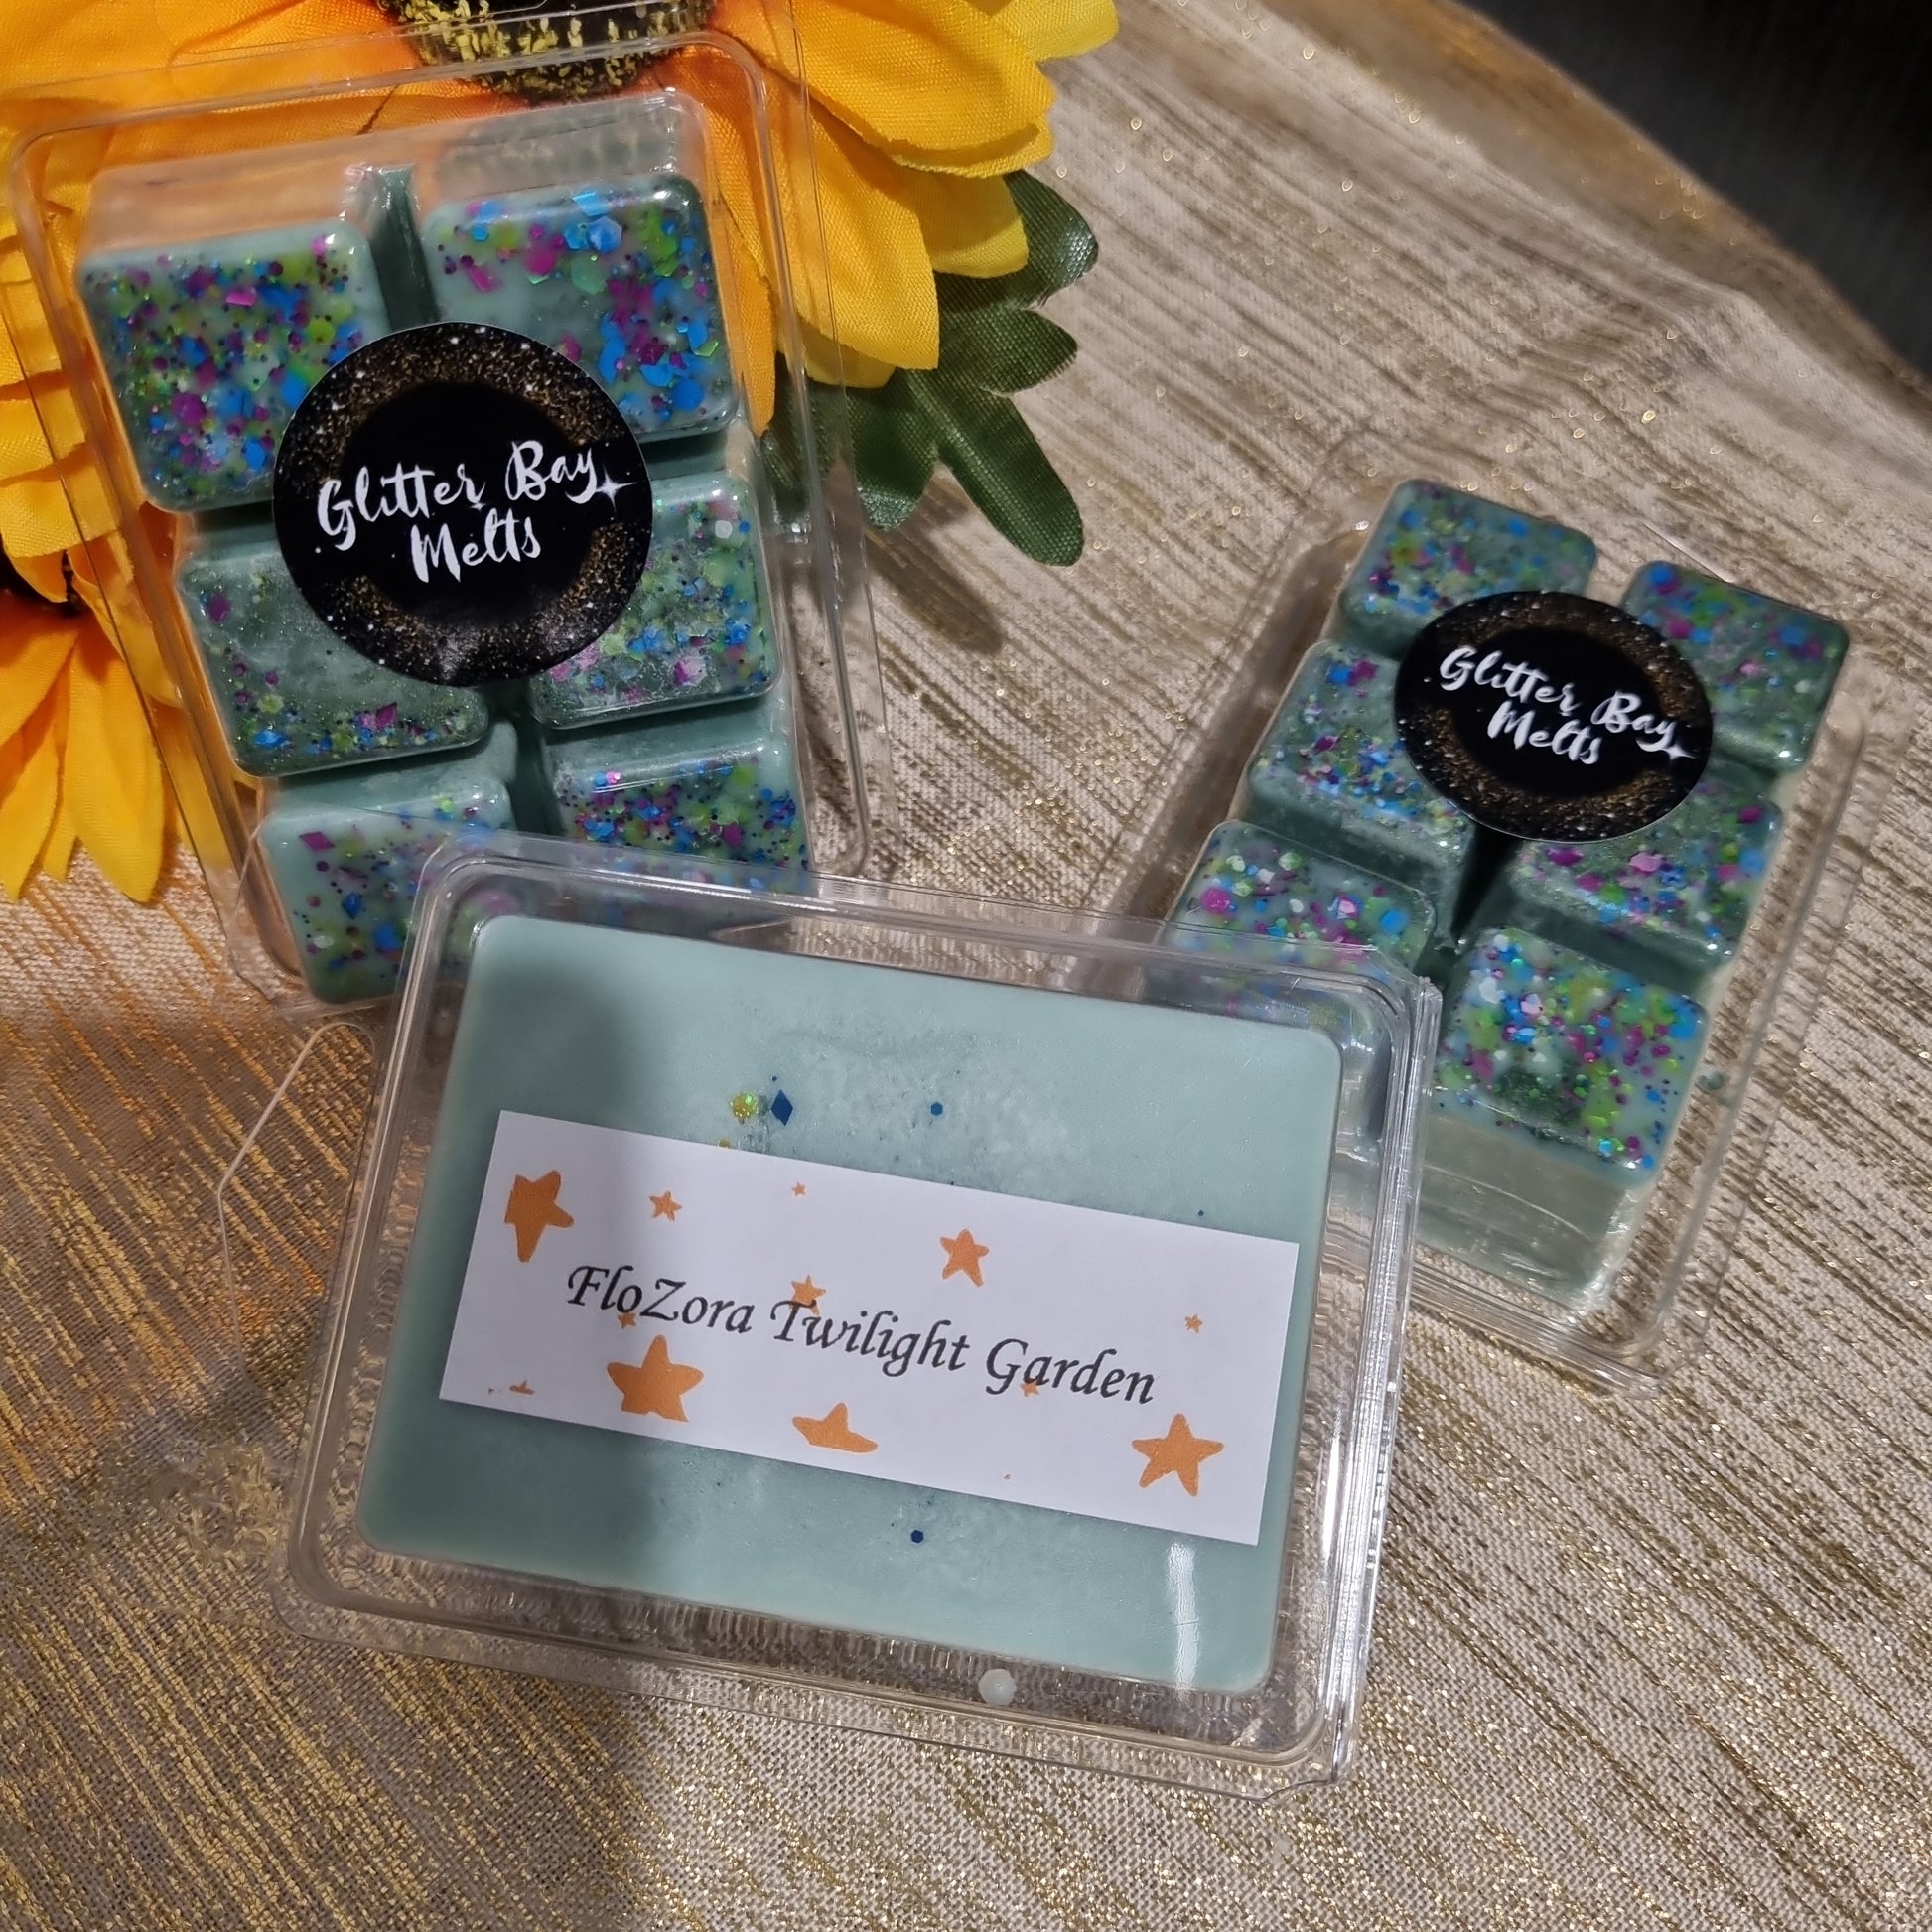 Glitter Bay
Melts
Glitter Bay
Melts
FloZora Twilight Garden